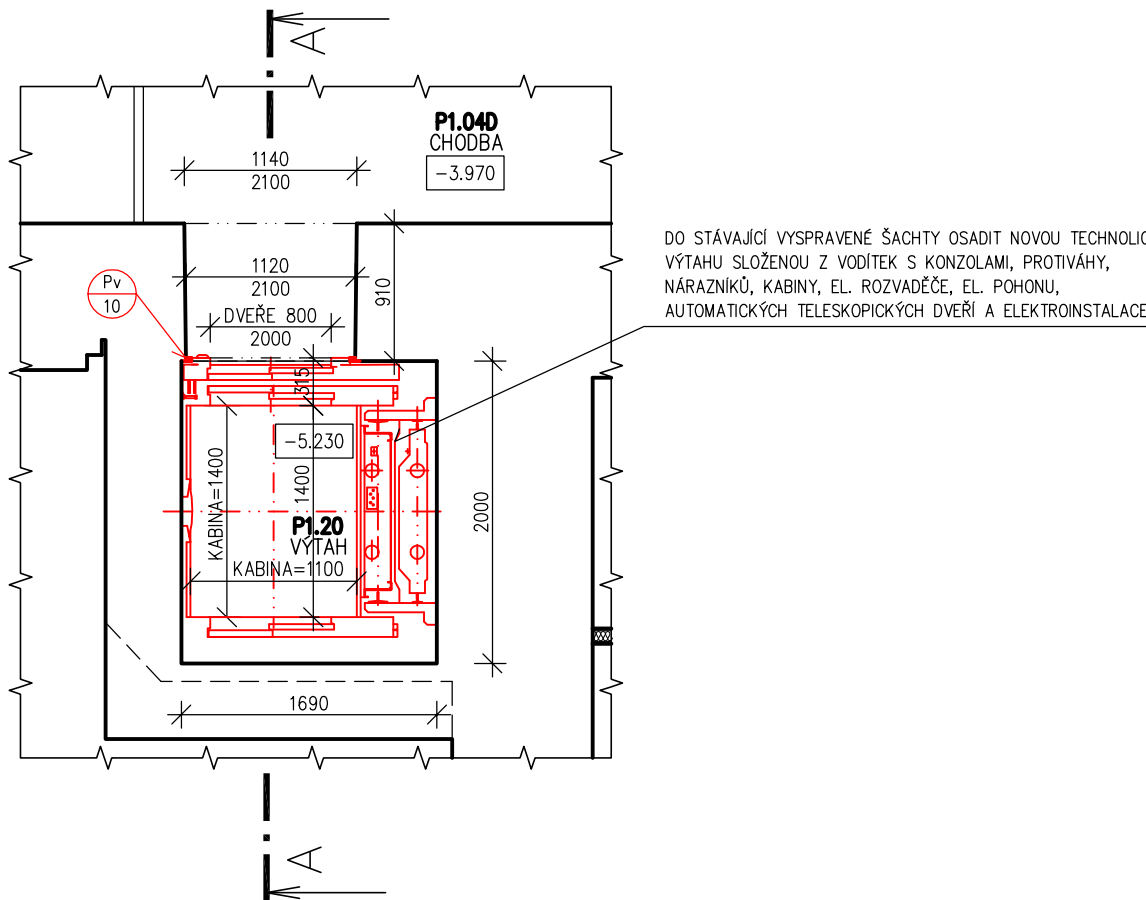 A
P1.04D
CHODBA
-3.970
1140
2100
DO STÁVAJÍCÍ VYSPRAVENÉ ŠACHTY OSADIT NOVOU TECHNOLIC
VÝTAHU SLOŽENOU Z VODÍTEK S KONZOLAMI, PROTIVÁHY,
NÁRAZNÍKŮ, KABINY, EL. ROZVADĚČE, EL. POHONU,
AUTOMATICKÝCH TELESKOPICKÝCH DVEŘÍ A ELEKTROINSTALACE
Pv
10
1120
2100
910
DVEŘE 800
2000
315
-5.230
KABINA=1400
1400
2000
P1.20
VÝTAH
KABINA=1100
1690
A